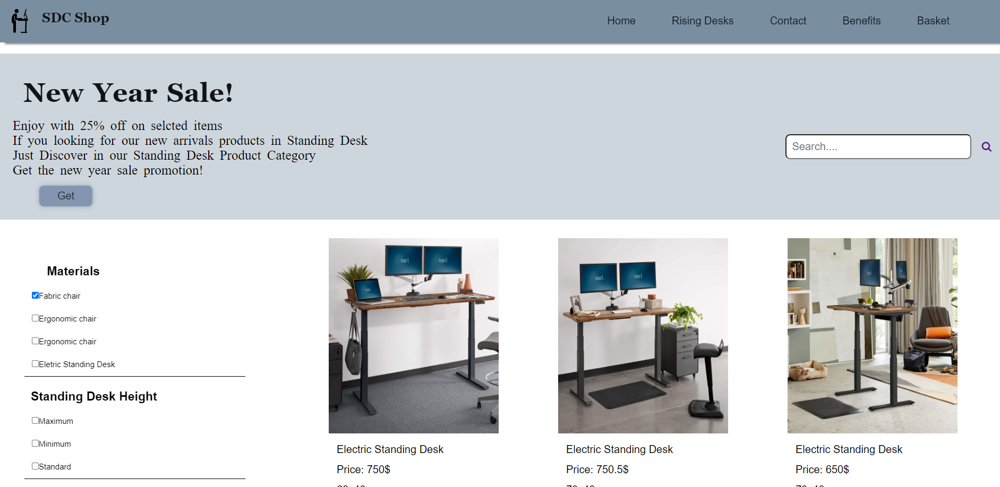 SDC Shop
Home
Rising Desks
Contact
Benefits
Basket
New Year Sale!
Enjoy with 25% off on selcted items
If you looking for our new arrivals products in Standing Desk
Just Discover in our Standing Desk Product Category
Get the new year sale promotion!
Search....
Get
Materials
Fabric chair
Ergonomic chair
Ergonomic chair
Eletric Standing Desk
Standing Desk Height
Maximum
Minimum
Standard
vari
vari
vari
vari
vari
Electric Standing Desk
Price: 750$
Electric Standing Desk
Price: 750.5$
Electric Standing Desk
Price: 650$